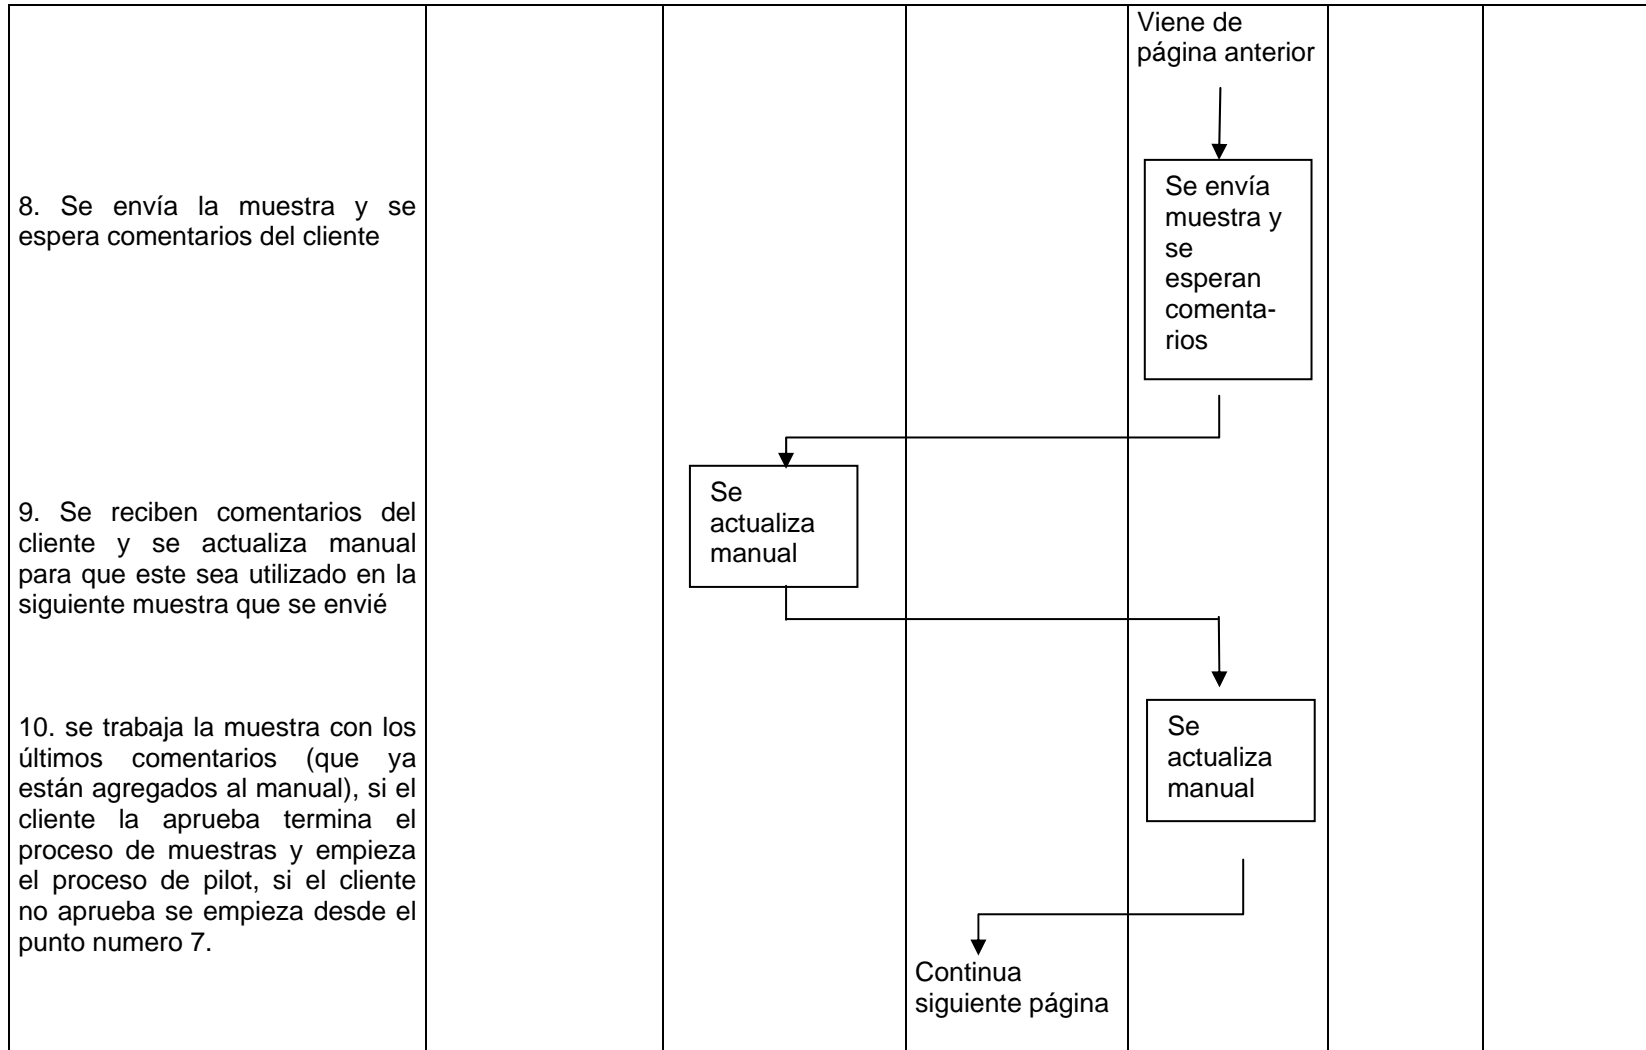 Viene de
página anterior
8. Se envía la muestra y se
espera comentarios del cliente
Se envía
muestra y
se
esperan
comenta-
rios
9. Se reciben comentarios del
cliente y se actualiza manual
para que este sea utilizado en la
siguiente muestra que se envié
Se
actualiza
manual
10. se trabaja la muestra con los
últimos comentarios (que ya
están agregados al manual), si el
cliente la aprueba termina el
proceso de muestras y empieza
el proceso de pilot, si el cliente
no aprueba se empieza desde el
punto numero 7.
Se
actualiza
manual
Continua
siguiente página